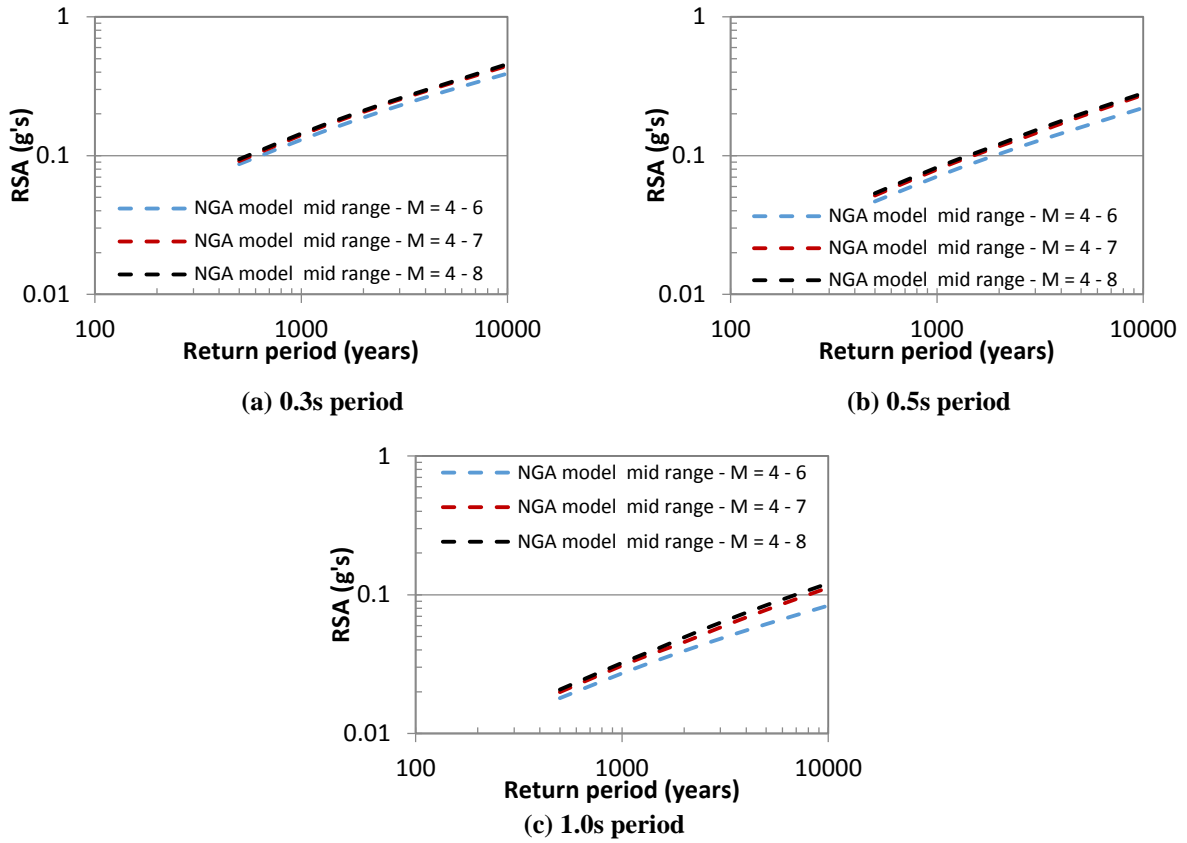 1
0.1
0.01
RSA (g's)
NGA model mid range - M = 4 - 6
NGA model mid range - M = 4 - 7
NGA model mid range - M = 4 - 8
100 1000 10000
Return period (years)
(a) 0.3s period
1
0.1
0.01
RSA (g's)
NGA model mid range - M = 4 - 6
NGA model mid range - M = 4 - 7
NGA model mid range - M = 4 - 8
100 1000 10000
Return period (years)
(b) 0.5s period
1
0.1
0.01
RSA (g's)
NGA model mid range - M = 4 - 6
NGA model mid range - M = 4 - 7
NGA model mid range - M = 4 - 8
100 1000 10000
Return period (years)
(c) 1.0s period